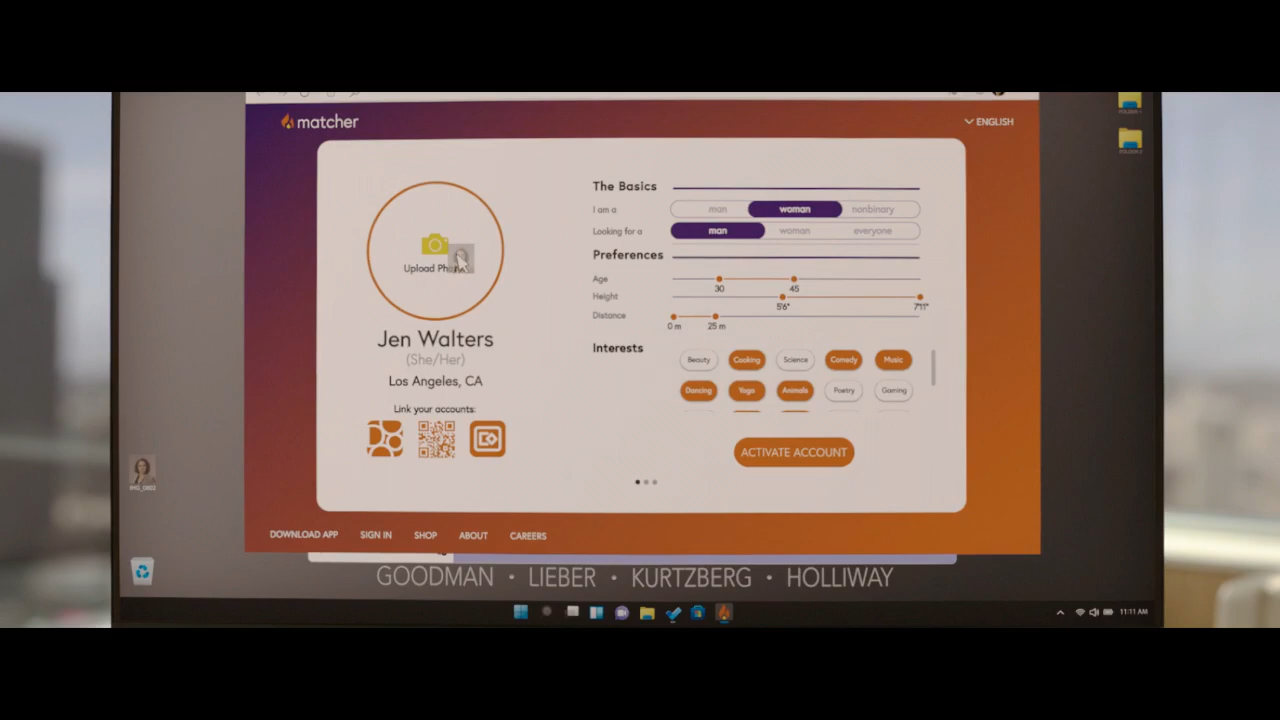 matcher
ENGLISH
The Basics
I am a
man
woman
nonbinary
Looking for a
man
woman
everyone
Preferences
Age
30
45
Height
5'6"
7'11"
Distance
0 m
25 m
Interests
Beauty
Cooking
Science
Comedy
Music
Dancing
Yoga
Animals
Poetry
Gaming
ACTIVATE ACCOUNT
Upload
Jen Walters
(She/Her)
Los Angeles, CA
Link your accounts:
DOWNLOAD APP
SIGN IN
SHOP
ABOUT
CAREERS
GOODMAN • LIEBER • KURTZBERG • HOLLIWAY
11:11 AM